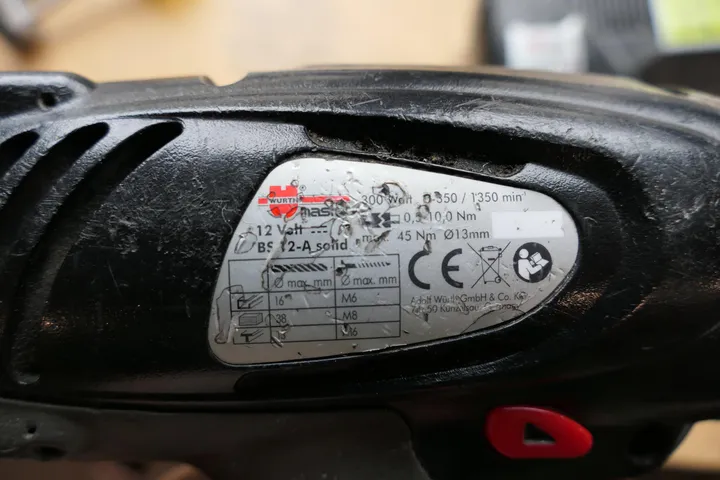 WÜRTH
master
300 Watt 0-350 / 1350 min
12 Volt
0,5-10,0 Nm
BS 12-A solid
45 Nm Ø13mm
Ø max. mm Ø max. mm
16 M6
38 M8
CE
Adolf Würth GmbH & Co. KG